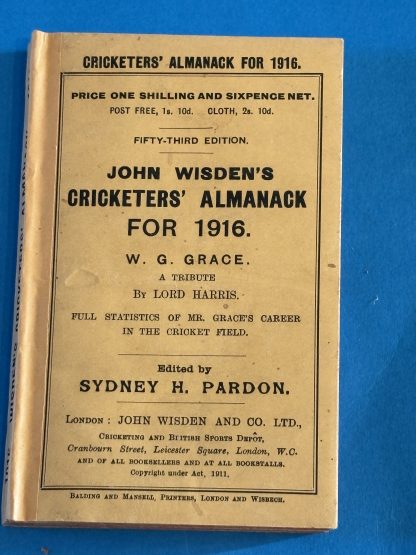 CRICKETERS' ALMANACK FOR 1916.
PRICE ONE SHILLING AND SIXPENCE NET.
POST FREE, 1s. 10d. CLOTH, 2s. 10d.
FIFTY-THIRD EDITION.
JOHN WISDEN'S
CRICKETERS' ALMANACK
FOR 1916.
W. G. GRACE.
A TRIBUTE
By LORD HARRIS.
FULL STATISTICS OF MR. GRACE'S CAREER
IN THE CRICKET FIELD.
Edited by
SYDNEY H. PARDON.
London: JOHN WISDEN AND CO. LTD.,
Cricketing and British Sports Depôt,
Cranbourn Street, Leicester Square, London, W.C.
AND OF ALL BOOKSELLERS AND AT ALL BOOKSTALLS.
Copyright under Act, 1911.
Balding and Mansell, Printers, London and Wisbech.